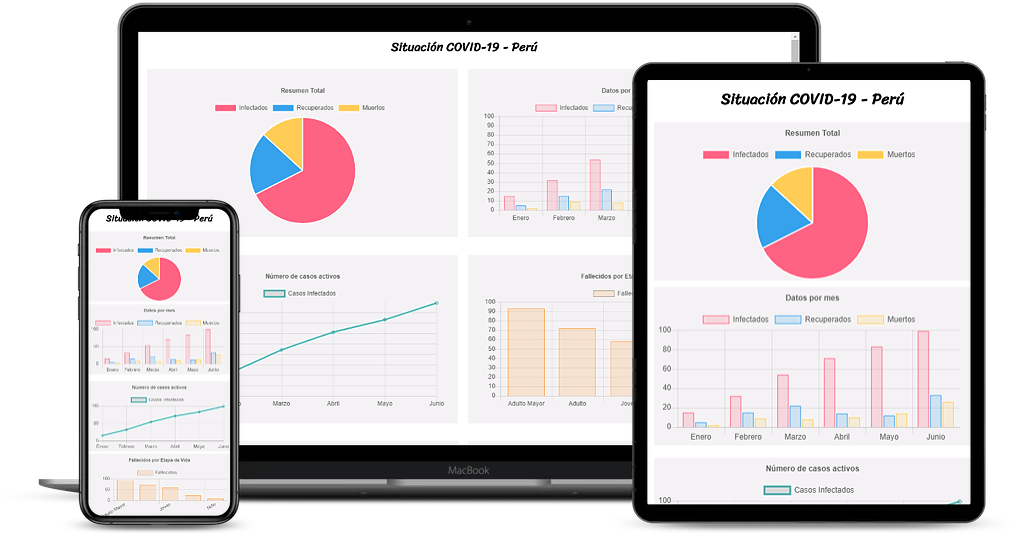 Situación COVID-19 - Perú
Resumen Total
Infectados Recuperados Muertos
Datos por
Infectados
100
90
80
70
60
50
40
30
20
10
0
Enero Febrero Marzo
Número de casos activos
Casos Infectados
Marzo Abril Mayo Junio
Fallecidos por
100
90
80
70
60
50
40
30
20
10
0
Adulto Mayor Adulto
MacBook
Situación COVID-19 - Perú
Resumen Total
Infectados Recuperados Muertos
Datos por mes
Infectados Recuperados Muertos
100
80
60
40
20
0
Enero Febrero Marzo Abril Mayo Junio
Número de casos activos
Casos Infectados
100
Situación COVID-19 - Perú
Resumen Total
Infectados Recuperados Muertos
Datos por mes
Infectados Recuperados Muertos
100
50
0
Enero Febrero Marzo Abril Mayo Junio
Número de casos activos
Casos Infectados
100
50
0
Enero Febrero Marzo Abril Mayo
Fallecidos por Etapa de Vida
Fallecidos
100
50
0
Adulto Mayor Joven Niño